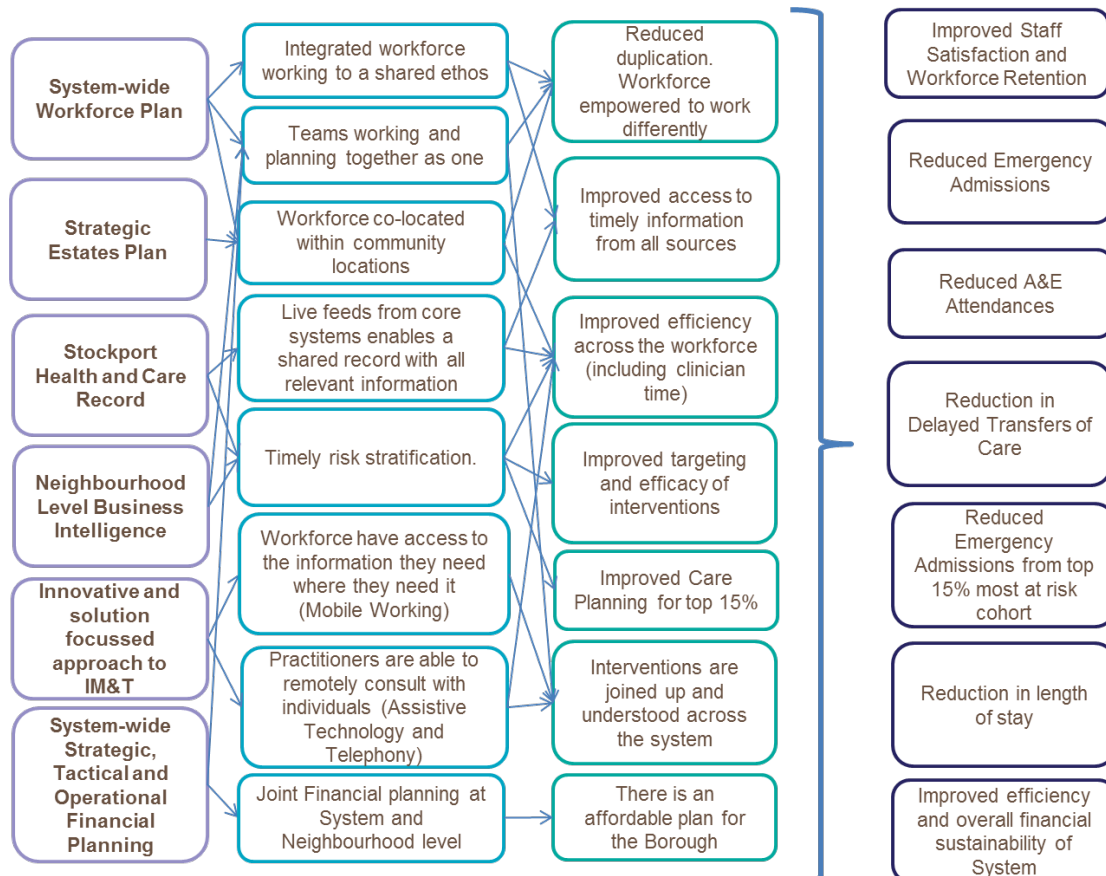 System-wide
Workforce Plan
Strategic
Estates Plan
Stockport
Health and Care
Record
Neighbourhood
Level Business
Intelligence
Innovative and
solution
focussed
approach to
IM&T
System-wide
Strategic,
Tactical and
Operational
Financial
Planning
Integrated workforce
working to a shared ethos
Teams working and
planning together as one
Workforce co-located
within community
locations
Live feeds from core
systems enables a
shared record with all
relevant information
Timely risk stratification.
Workforce have access to
the information they need
where they need it
(Mobile Working)
Practitioners are able to
remotely consult with
individuals (Assistive
Technology and
Telephony)
Joint Financial planning at
System and
Neighbourhood level
Reduced
duplication.
Workforce
empowered to work
differently
Improved access to
timely information
from all sources
Improved efficiency
across the workforce
(including clinician
time)
Improved targeting
and efficacy of
interventions
Improved Care
Planning for top 15%
Interventions are
joined up and
understood across
the system
There is an
affordable plan for
the Borough
Improved Staff
Satisfaction and
Workforce Retention
Reduced Emergency
Admissions
Reduced A&E
Attendances
Reduction in
Delayed Transfers of
Care
Reduced
Emergency
Admissions from top
15% most at risk
cohort
Reduction in length
of stay
Improved efficiency
and overall financial
sustainability of
System